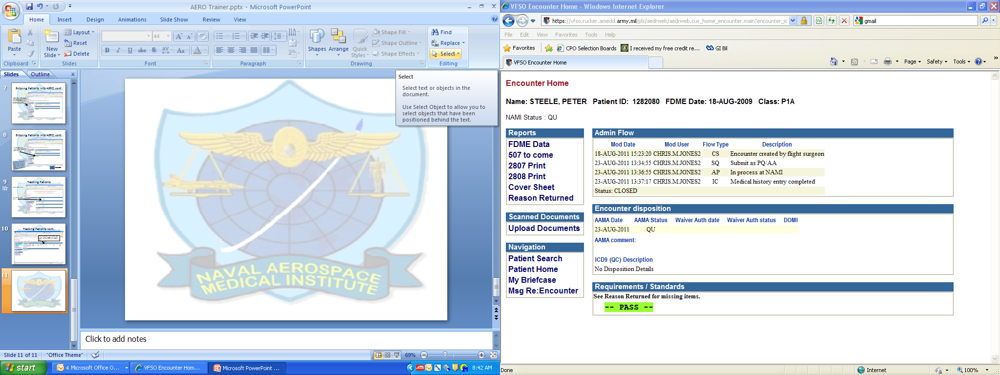 AERO Trainer.pptx - Microsoft PowerPoint
Home Insert Design Animations Slide Show Review View
Paste
New Slide
Layout
Reset
Delete
44
Shapes Arrange Quick Styles
Shape Fill
Shape Outline
Shape Effects
Find
Replace
Select
Clipboard Slides Font Paragraph Drawing Editing
Slides Outline
Select
Select text or objects in the
document.
Use Select Object to allow you to
select objects that have been
positioned behind the text.
7
Entering Patients into AERO, cont...
8
Entering Patients into AERO, cont...
9
Tracking Patients
10
Tracking Patients cont...
11
NAVAL AEROSPACE
MEDICAL INSTITUTE
Click to add notes
Slide 11 of 11 "Office Theme" 69%
start 4 Microsoft Office O... VFSO Encounter Hom... Microsoft PowerPoint ... ATI 8:42 AM
VFSO Encounter Home - Windows Internet Explorer
https://vfso.rucker.amedd.army.mil/pls/aedrweb/aedrweb.cus_home_encounter.main?encounter_ic
gmail
File Edit View Favorites Tools Help
Favorites CPO Selection Boards I received my free credit re... VA GI Bil
VFSO Encounter Home
Page Safety Tools
Encounter Home
Name: STEELE, PETER Patient ID: 1282080 FDME Date: 18-AUG-2009 Class: P1A
NAMI Status : QU
Reports
FDME Data
507 to come
2807 Print
2808 Print
Cover Sheet
Reason Returned
Scanned Documents
Upload Documents
Navigation
Patient Search
Patient Home
My Briefcase
Msg Re:Encounter
Admin Flow
Mod Date Mod User Flow Type Description
18-AUG-2011 15:23:20 CHRIS.M.JONES2 CS Encounter created by flight surgeon
23-AUG-2011 13:34:55 CHRIS.M.JONES2 SQ Submit as PQ/AA
23-AUG-2011 13:36:55 CHRIS.M.JONES2 AP In process at NAMI
23-AUG-2011 13:37:17 CHRIS.M.JONES2 IC Medical history entry completed
Status: CLOSED
Encounter disposition
AAMA Date AAMA Status Waiver Auth date Waiver Auth status DOMI
23-AUG-2011 QU
AAMA comment:
ICD9 (QC) Description
No Disposition Details
Requirements / Standards
See Reason Returned for missing items.
-- PASS --
Done Internet 100%